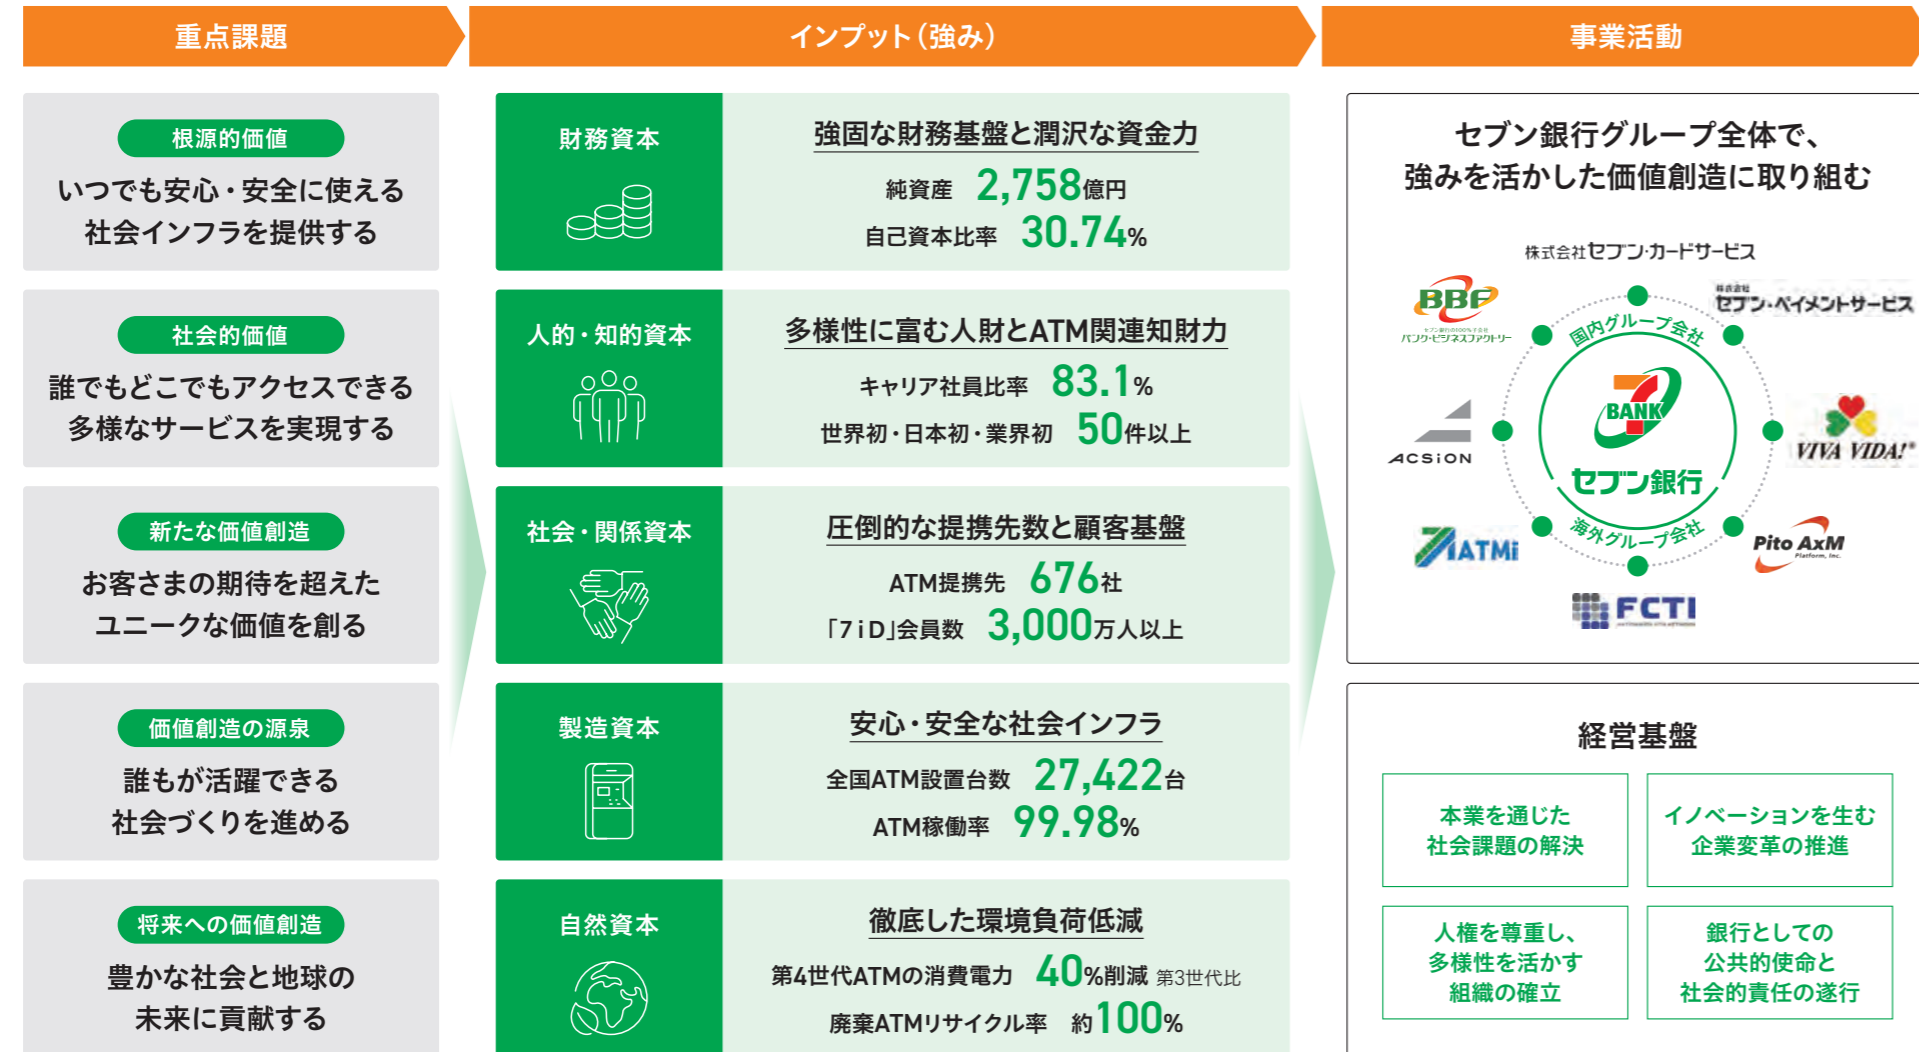 重点課題
インプット（強み）
事業活動
根源的価値
いつでも安心・安全に使える
社会インフラを提供する
社会的価値
誰でもどこでもアクセスできる
多様なサービスを実現する
新たな価値創造
お客さまの期待を超えた
ユニークな価値を創る
価値創造の源泉
誰もが活躍できる
社会づくりを進める
将来への価値創造
豊かな社会と地球の
未来に貢献する
財務資本
強固な財務基盤と潤沢な資金力
純資産 2,758億円
自己資本比率 30.74%
人的・知的資本
多様性に富む人財とATM関連知財力
キャリア社員比率 83.1%
世界初・日本初・業界初 50件以上
社会・関係資本
圧倒的な提携先数と顧客基盤
ATM提携先 676社
「7iD」会員数 3,000万人以上
製造資本
安心・安全な社会インフラ
全国ATM設置台数 27,422台
ATM稼働率 99.98%
自然資本
徹底した環境負荷低減
第4世代ATMの消費電力 40%削減 第3世代比
廃棄ATMリサイクル率 約100%
セブン銀行グループ全体で、
強みを活かした価値創造に取り組む
株式会社セブン・カードサービス
BBF
セブン銀行の100%子会社
バンク・ビジネスファクトリー
株式会社
セブン・ペイメントサービス
国内グループ会社
7
BANK
セブン銀行
海外グループ会社
ACSiON
VIVA VIDA!®
ATMi
Pito AxM
Platform, Inc.
FCTI
経営基盤
本業を通じた
社会課題の解決
イノベーションを生む
企業変革の推進
人権を尊重し、
多様性を活かす
組織の確立
銀行としての
公共的使命と
社会的責任の遂行